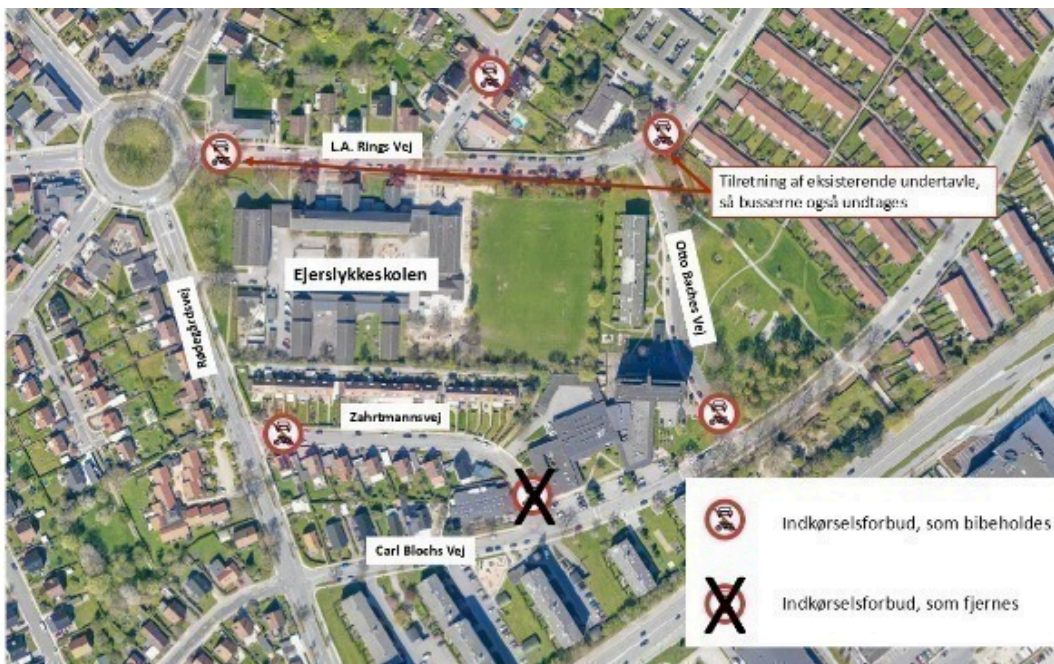 L.A. Rings Vej
Tilretning af eksisterende undertavle,
så busserne også undtages
Ejerslykkeskolen
Otto Baches Vej
Rødegårdsvej
Zahrtmannsvej
Carl Blochs Vej
Indkørselsforbud, som bibeholdes
Indkørselsforbud, som fjernes